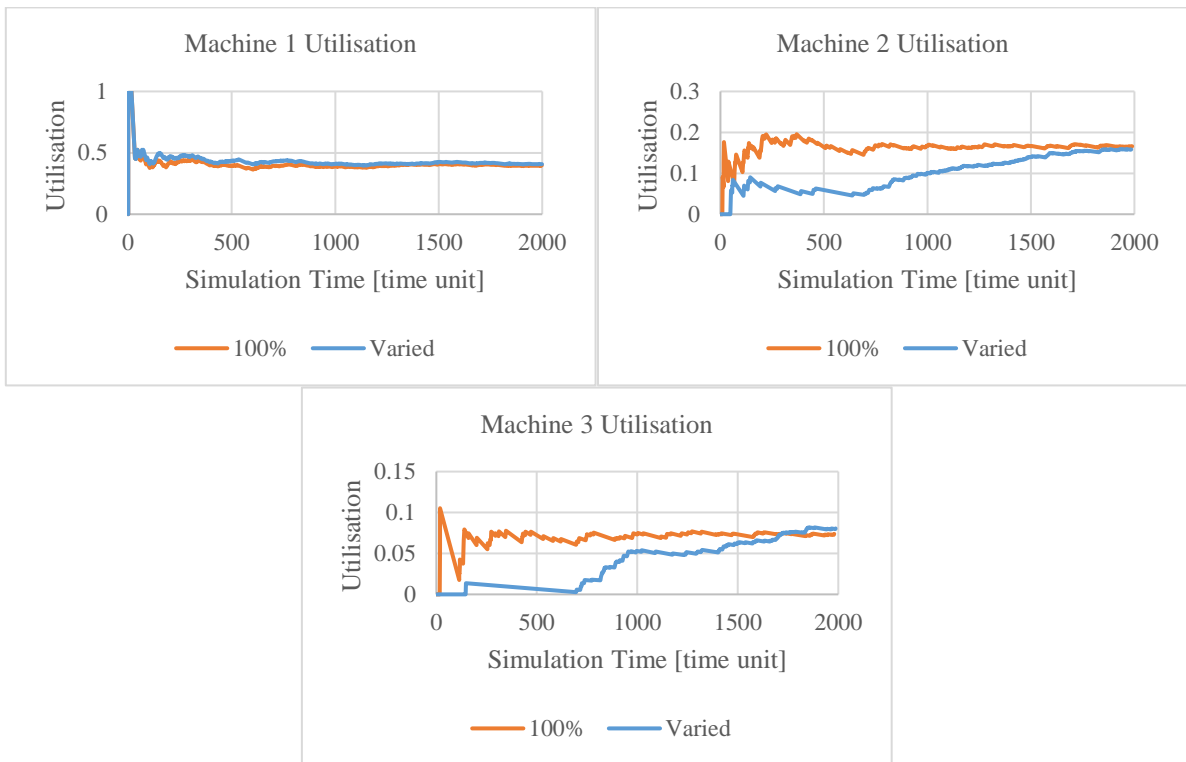 Machine 1 Utilisation
1
0.5
0
Utilisation
0 500 1000 1500 2000
Simulation Time [time unit]
100% Varied
Machine 2 Utilisation
0.3
0.2
0.1
0
Utilisation
0 500 1000 1500 2000
Simulation Time [time unit]
100% Varied
Machine 3 Utilisation
0.15
0.1
0.05
0
Utilisation
0 500 1000 1500 2000
Simulation Time [time unit]
100% Varied